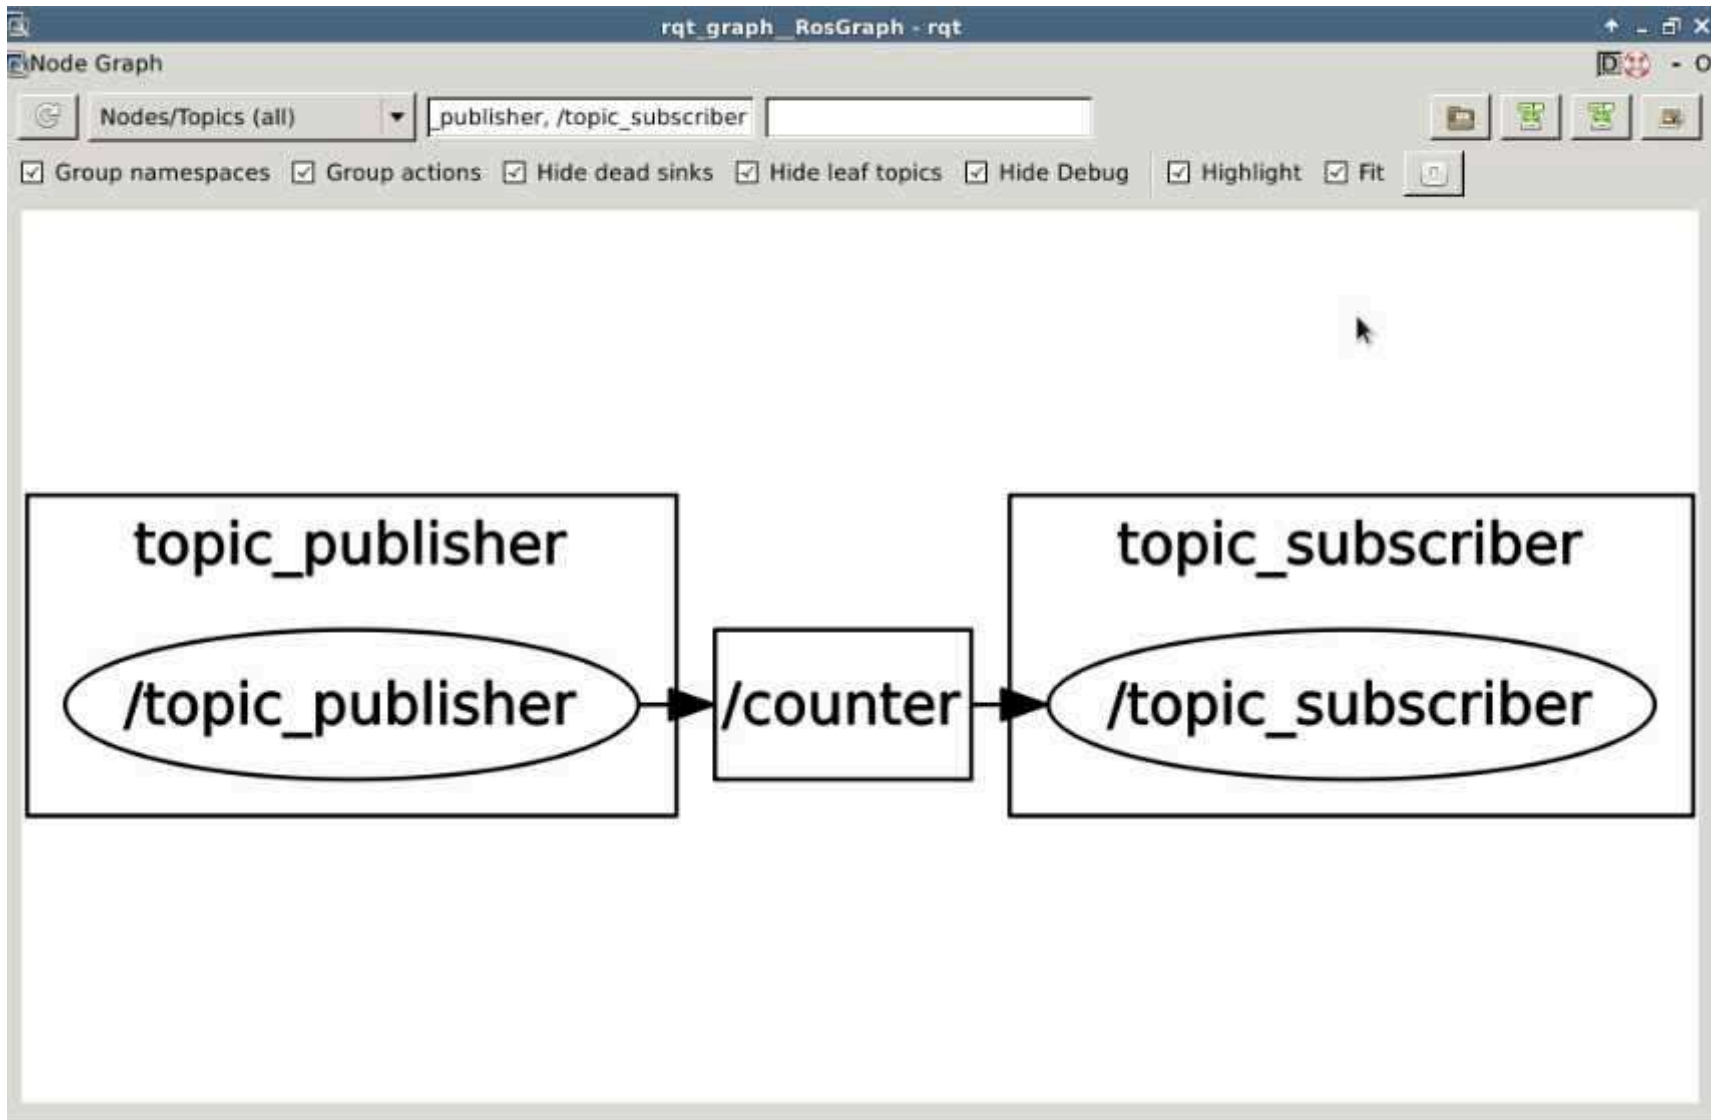 rqt_graph__RosGraph - rqt
Node Graph
D - O
Nodes/Topics (all) _publisher, /topic_subscriber
Group namespaces Group actions Hide dead sinks Hide leaf topics Hide Debug Highlight Fit
topic_publisher topic_subscriber
/topic_publisher /counter /topic_subscriber